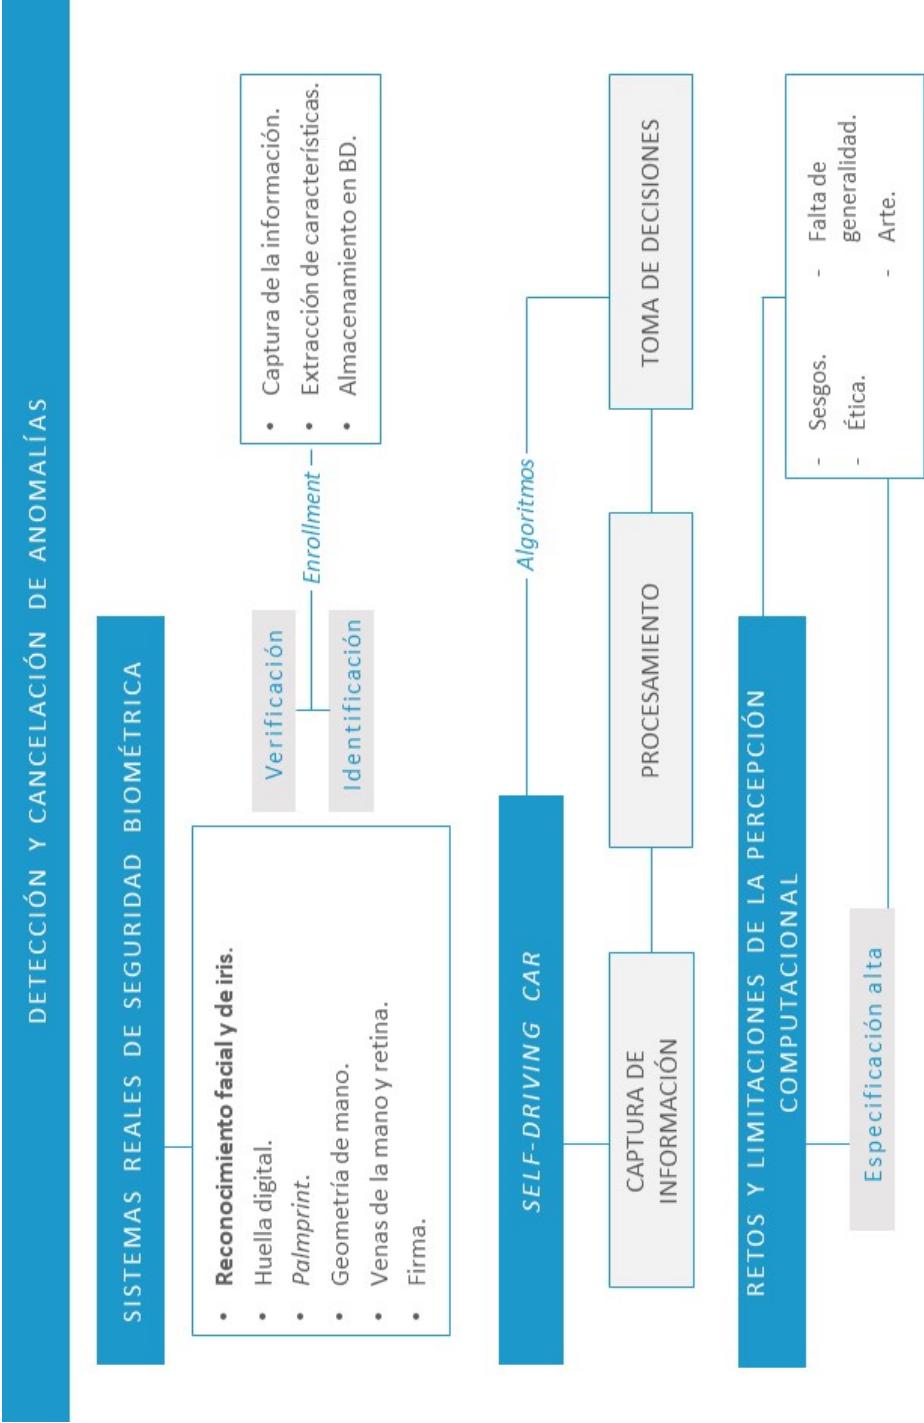 DETECCIÓN Y CANCELACIÓN DE ANOMALÍAS
SISTEMAS REALES DE SEGURIDAD BIOMÉTRICA
• Reconocimiento facial y de iris.
• Huella digital.
• Palmprint.
• Geometría de mano.
• Venas de la mano y retina.
• Firma.
Verificación
Identificación
Enrollment
• Captura de la información.
• Extracción de características.
• Almacenamiento en BD.
SELF-DRIVING CAR
Algoritmos
CAPTURA DE
INFORMACIÓN
PROCESAMIENTO
TOMA DE DECISIONES
RETOS Y LIMITACIONES DE LA PERCEPCIÓN
COMPUTACIONAL
Especificación alta
- Sesgos.
- Ética.
- Falta de
generalidad.
- Arte.